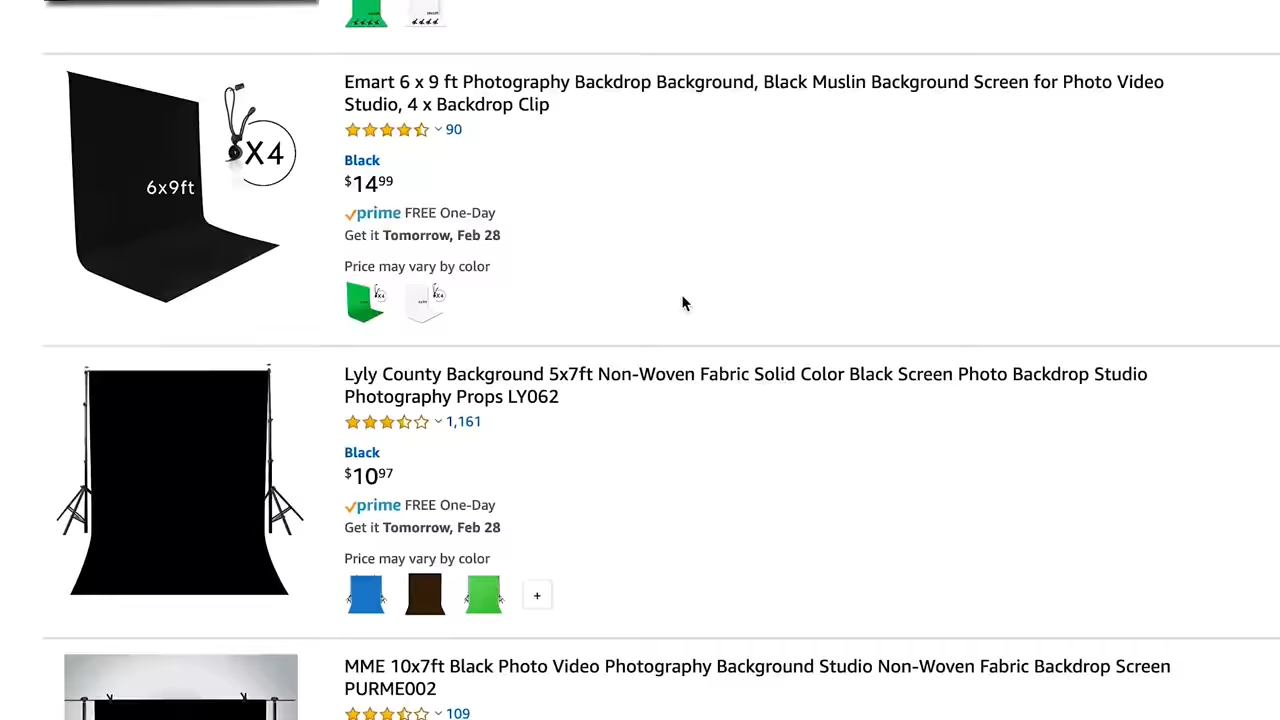 Emart 6 x 9 ft Photography Backdrop Background, Black Muslin Background Screen for Photo Video
Studio, 4 x Backdrop Clip
90
Black
$1499
prime FREE One-Day
Get it Tomorrow, Feb 28
Price may vary by color
6x9ft
X4
Lyly County Background 5x7ft Non-Woven Fabric Solid Color Black Screen Photo Backdrop Studio
Photography Props LY062
1,161
Black
$1097
prime FREE One-Day
Get it Tomorrow, Feb 28
Price may vary by color
+
MME 10x7ft Black Photo Video Photography Background Studio Non-Woven Fabric Backdrop Screen
PURME002
109